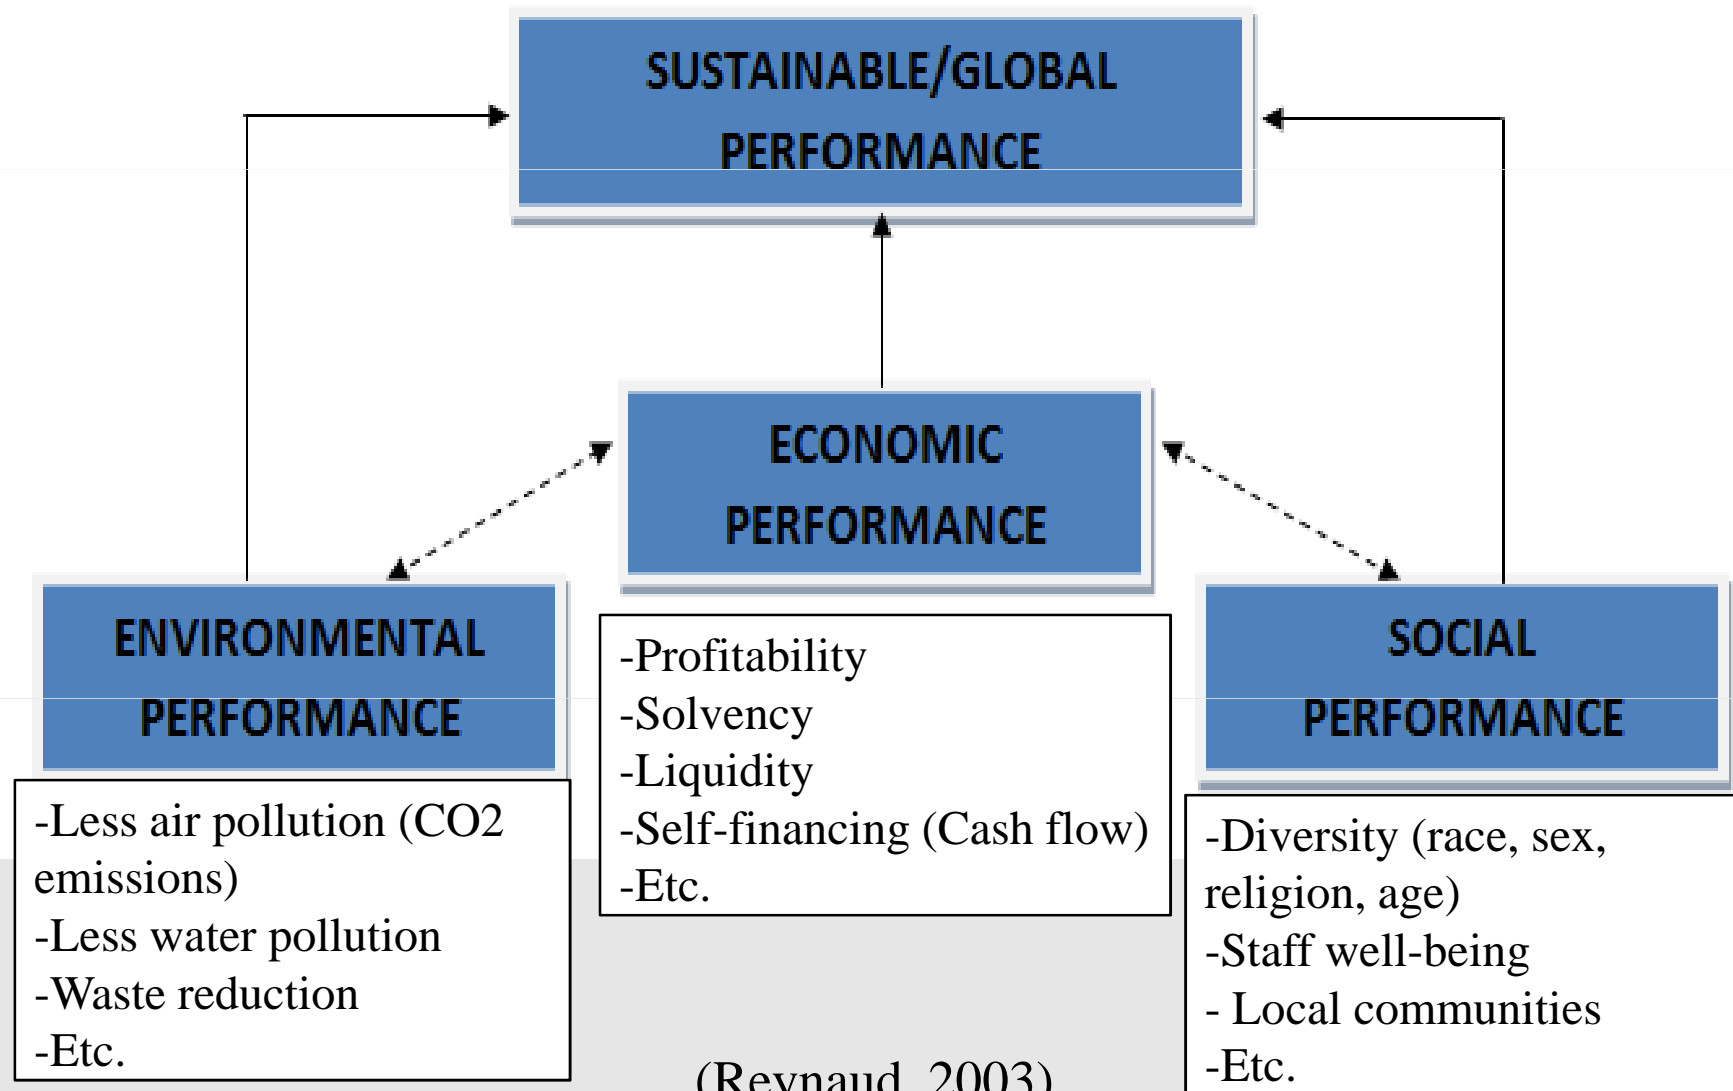 SUSTAINABLE/GLOBAL
PERFORMANCE
ECONOMIC
PERFORMANCE
ENVIRONMENTAL
PERFORMANCE
SOCIAL
PERFORMANCE
-Profitability
-Solvency
-Liquidity
-Self-financing (Cash flow)
-Etc.
-Less air pollution (CO2
emissions)
-Less water pollution
-Waste reduction
-Etc.
-Diversity (race, sex,
religion, age)
-Staff well-being
- Local communities
-Etc.
(Reynaud, 2003)